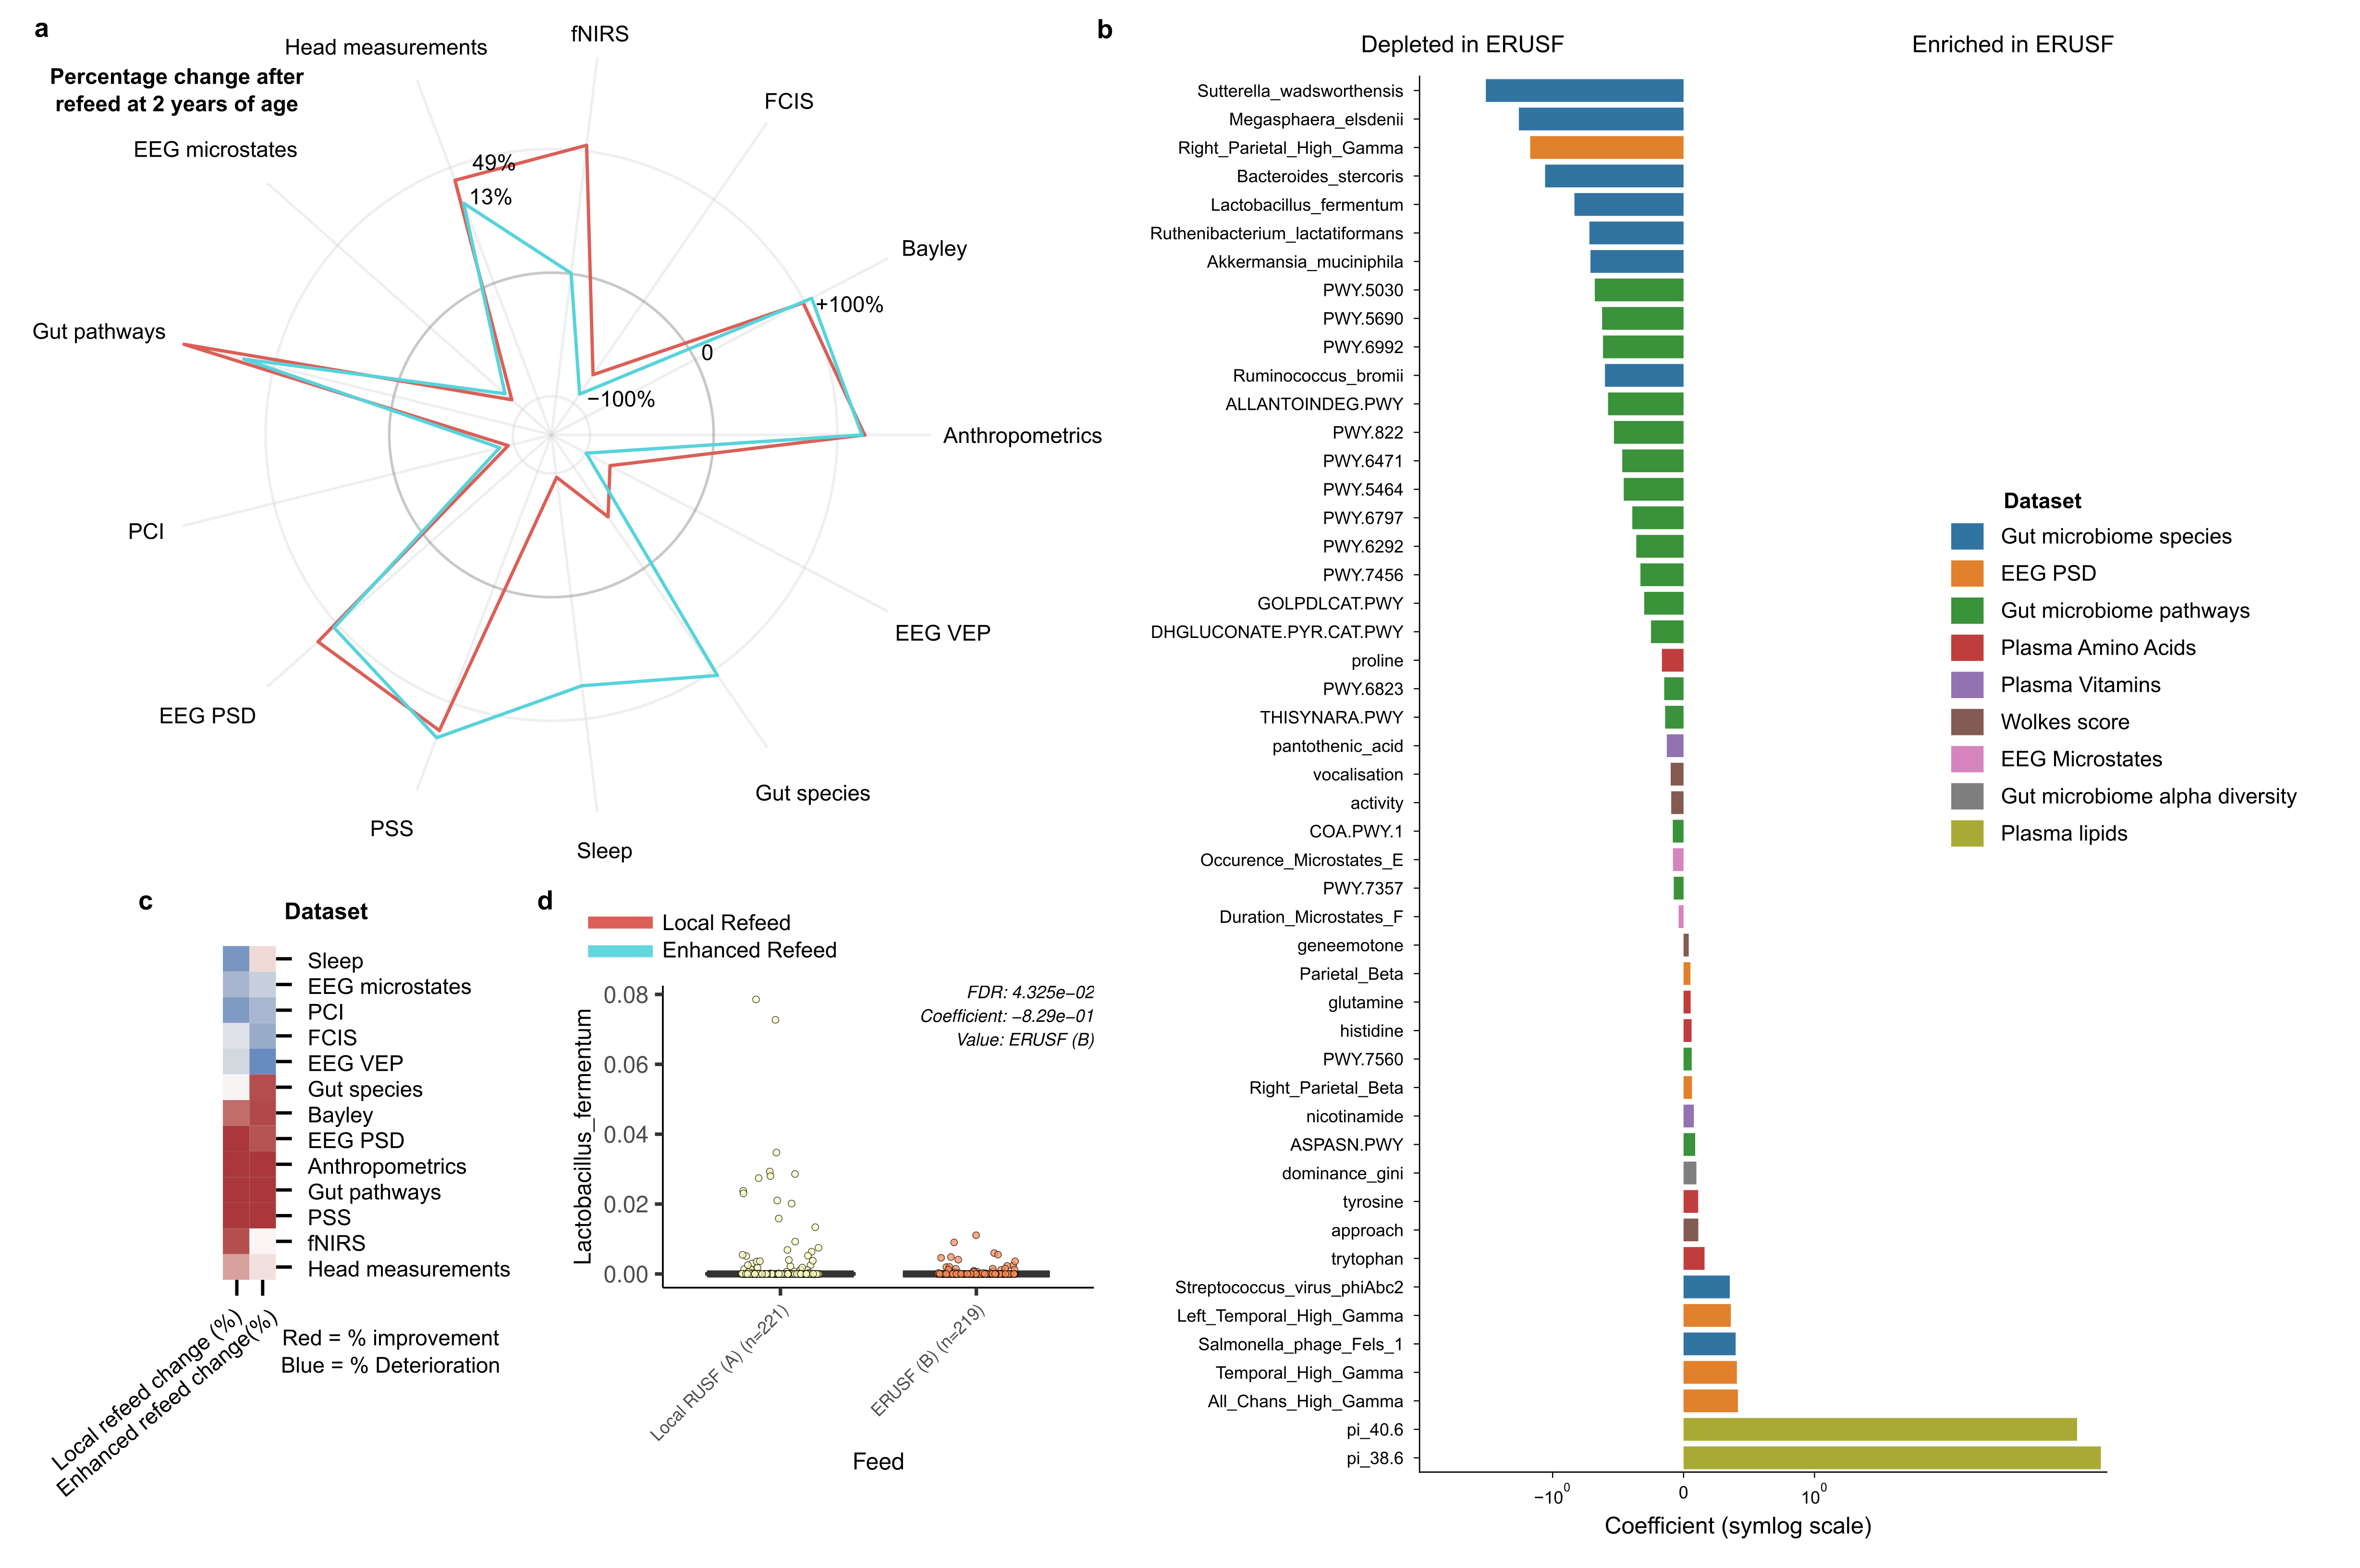 a
Percentage change after
refeed at 2 years of age
Head measurements
fNIRS
FCIS
EEG microstates
Bayley
Gut pathways
Anthropometrics
PCI
EEG VEP
EEG PSD
Gut species
PSS
Sleep
49%
13%
+100%
0
−100%
b
Depleted in ERUSF
Enriched in ERUSF
Sutterella_wadsworthensis
Megasphaera_elsdenii
Right_Parietal_High_Gamma
Bacteroides_stercoris
Lactobacillus_fermentum
Ruthenibacterium_lactatiformans
Akkermansia_muciniphila
PWY.5030
PWY.5690
PWY.6992
Ruminococcus_bromii
ALLANTOINDEG.PWY
PWY.822
PWY.6471
PWY.5464
PWY.6797
PWY.6292
PWY.7456
GOLPDLCAT.PWY
DHGLUCONATE.PYR.CAT.PWY
proline
PWY.6823
THISYNARA.PWY
pantothenic_acid
vocalisation
activity
COA.PWY.1
Occurence_Microstates_E
PWY.7357
Duration_Microstates_F
geneemotone
Parietal_Beta
glutamine
histidine
PWY.7560
Right_Parietal_Beta
nicotinamide
ASPASN.PWY
dominance_gini
tyrosine
approach
trytophan
Streptococcus_virus_phiAbc2
Left_Temporal_High_Gamma
Salmonella_phage_Fels_1
Temporal_High_Gamma
All_Chans_High_Gamma
pi_40.6
pi_38.6
−10⁰
0
10⁰
Coefficient (symlog scale)
Dataset
Gut microbiome species
EEG PSD
Gut microbiome pathways
Plasma Amino Acids
Plasma Vitamins
Wolkes score
EEG Microstates
Gut microbiome alpha diversity
Plasma lipids
c
Dataset
Sleep
EEG microstates
PCI
FCIS
EEG VEP
Gut species
Bayley
EEG PSD
Anthropometrics
Gut pathways
PSS
fNIRS
Head measurements
Local refeed change (%)
Enhanced refeed change(%)
Red = % improvement
Blue = % Deterioration
d
Local Refeed
Enhanced Refeed
FDR: 4.325e−02
Coefficient: −8.29e−01
Value: ERUSF (B)
Lactobacillus_fermentum
0.08
0.06
0.04
0.02
0.00
Local RUSF (A) (n=221)
ERUSF (B) (n=219)
Feed